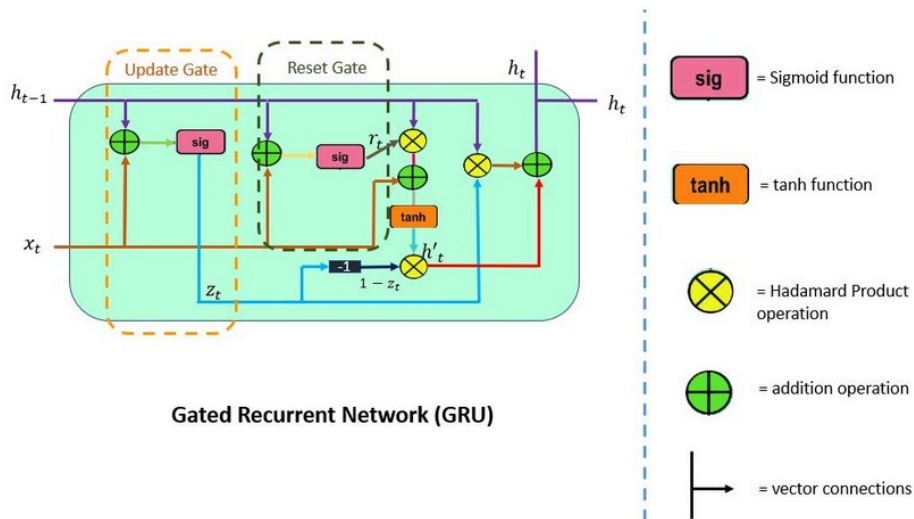 Update Gate
Reset Gate
h_{t-1}
h_t
h_t
sig
sig
r_t
tanh
x_t
h'_t
-1
1 − z_t
z_t
Gated Recurrent Network (GRU)
sig = Sigmoid function
tanh = tanh function
= Hadamard Product
operation
= addition operation
= vector connections